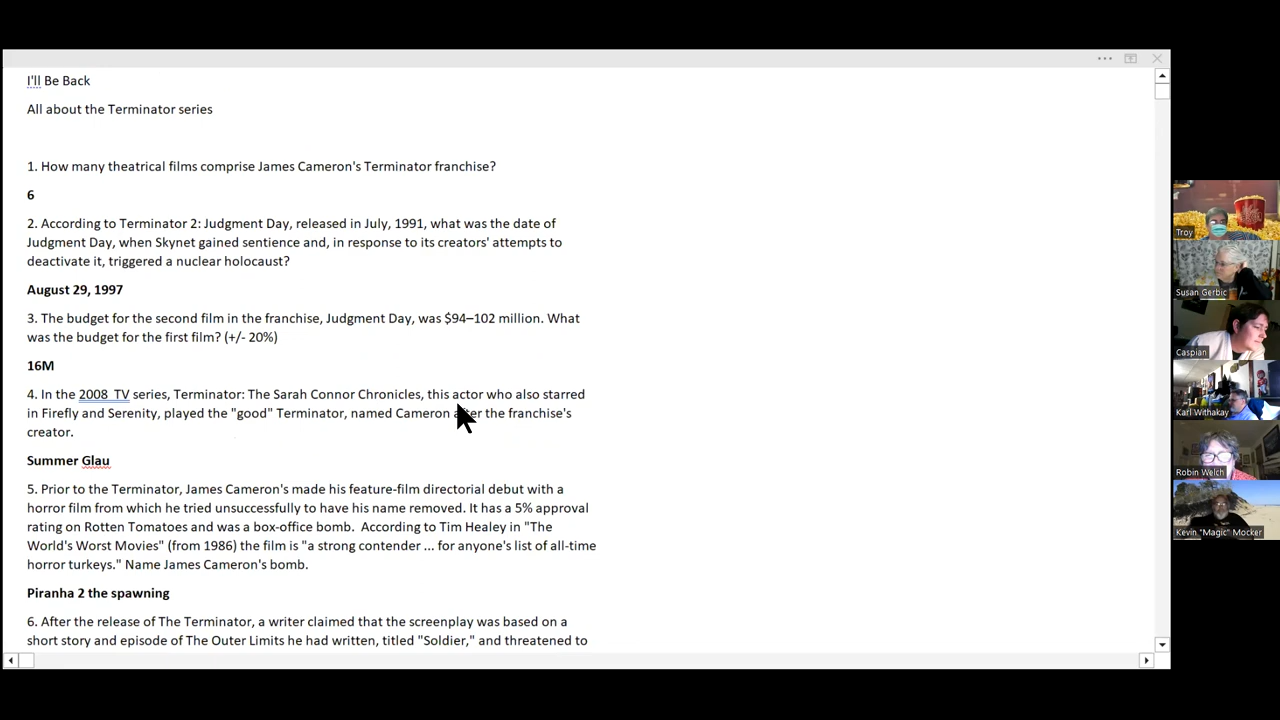 I'll Be Back
All about the Terminator series
1. How many theatrical films comprise James Cameron's Terminator franchise?
6
2. According to Terminator 2: Judgment Day, released in July, 1991, what was the date of
Judgment Day, when Skynet gained sentience and, in response to its creators' attempts to
deactivate it, triggered a nuclear holocaust?
August 29, 1997
3. The budget for the second film in the franchise, Judgment Day, was $94–102 million. What
was the budget for the first film? (+/- 20%)
16M
4. In the 2008 TV series, Terminator: The Sarah Connor Chronicles, this actor who also starred
in Firefly and Serenity, played the "good" Terminator, named Cameron after the franchise's
creator.
Summer Glau
5. Prior to the Terminator, James Cameron's made his feature-film directorial debut with a
horror film from which he tried unsuccessfully to have his name removed. It has a 5% approval
rating on Rotten Tomatoes and was a box-office bomb. According to Tim Healey in "The
World's Worst Movies" (from 1986) the film is "a strong contender ... for anyone's list of all-time
horror turkeys." Name James Cameron's bomb.
Piranha 2 the spawning
6. After the release of The Terminator, a writer claimed that the screenplay was based on a
short story and episode of The Outer Limits he had written, titled "Soldier," and threatened to
Troy
Susan Gerbic
Caspian
Karl Withakay
Robin Welch
Kevin "Magic" Mocker